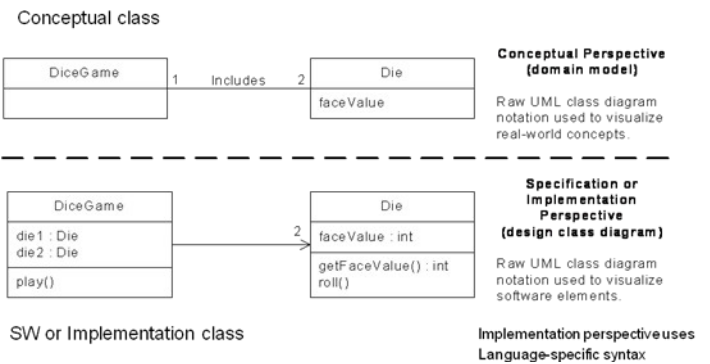 Conceptual class
DiceGame
1
Includes
2
Die
faceValue
Conceptual Perspective
(domain model)
Raw UML class diagram
notation used to visualize
real-world concepts.
DiceGame
die1 : Die
die2 : Die
play()
2
Die
faceValue : int
getFaceValue() : int
roll()
Specification or
Implementation
Perspective
(design class diagram)
Raw UML class diagram
notation used to visualize
software elements.
SW or Implementation class
Implementation perspective uses
Language-specific syntax